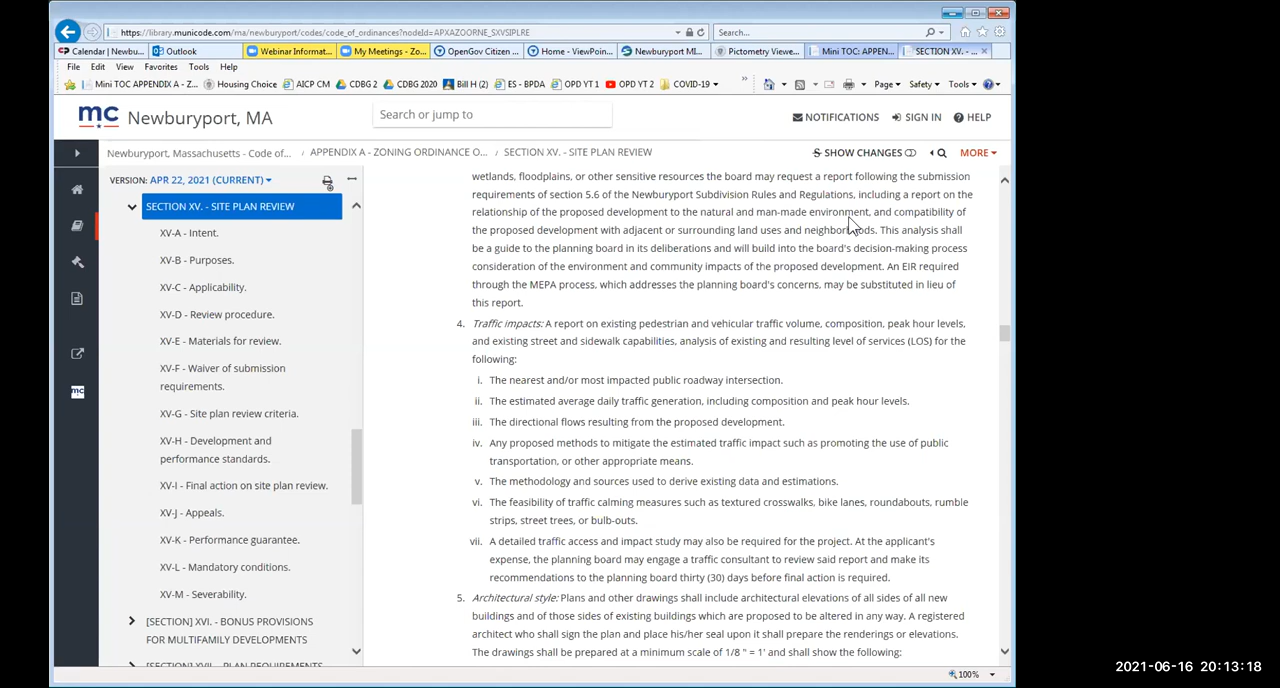 https://library.municode.com/ma/newburyport/codes/code_of_ordinances?nodeId=APXAZOORNE_SXVSIPLRE
Search...
Calendar | Newbu...
Outlook
Webinar Informat...
My Meetings - Zo...
OpenGov Citizen ...
Home - ViewPoin...
Newburyport MI...
Pictometry Viewe...
Mini TOC: APPEN...
SECTION XV. - ...
File Edit View Favorites Tools Help
Mini TOC APPENDIX A - Z...
Housing Choice
AICP CM
CDBG 2
CDBG 2020
Bill H (2)
ES - BPDA
OPD YT 1
OPD YT 2
COVID-19
Page
Safety
Tools
mc
Newburyport, MA
Search or jump to
NOTIFICATIONS
SIGN IN
HELP
Newburyport, Massachusetts - Code of...
/ APPENDIX A - ZONING ORDINANCE O...
/ SECTION XV. - SITE PLAN REVIEW
SHOW CHANGES
MORE
VERSION: APR 22, 2021 (CURRENT)
SECTION XV. - SITE PLAN REVIEW
XV-A - Intent.
XV-B - Purposes.
XV-C - Applicability.
XV-D - Review procedure.
XV-E - Materials for review.
XV-F - Waiver of submission
requirements.
XV-G - Site plan review criteria.
XV-H - Development and
performance standards.
XV-I - Final action on site plan review.
XV-J - Appeals.
XV-K - Performance guarantee.
XV-L - Mandatory conditions.
XV-M - Severability.
[SECTION] XVI. - BONUS PROVISIONS
FOR MULTIFAMILY DEVELOPMENTS
[SECTION] XVII. - PLAN REQUIREMENTS
mc
wetlands, floodplains, or other sensitive resources the board may request a report following the submission
requirements of section 5.6 of the Newburyport Subdivision Rules and Regulations, including a report on the
relationship of the proposed development to the natural and man-made environment, and compatibility of
the proposed development with adjacent or surrounding land uses and neighborhoods. This analysis shall
be a guide to the planning board in its deliberations and will build into the board's decision-making process
consideration of the environment and community impacts of the proposed development. An EIR required
through the MEPA process, which addresses the planning board's concerns, may be substituted in lieu of
this report.
4. Traffic impacts: A report on existing pedestrian and vehicular traffic volume, composition, peak hour levels,
and existing street and sidewalk capabilities, analysis of existing and resulting level of services (LOS) for the
following:
i. The nearest and/or most impacted public roadway intersection.
ii. The estimated average daily traffic generation, including composition and peak hour levels.
iii. The directional flows resulting from the proposed development.
iv. Any proposed methods to mitigate the estimated traffic impact such as promoting the use of public
transportation, or other appropriate means.
v. The methodology and sources used to derive existing data and estimations.
vi. The feasibility of traffic calming measures such as textured crosswalks, bike lanes, roundabouts, rumble
strips, street trees, or bulb-outs.
vii. A detailed traffic access and impact study may also be required for the project. At the applicant's
expense, the planning board may engage a traffic consultant to review said report and make its
recommendations to the planning board thirty (30) days before final action is required.
5. Architectural style: Plans and other drawings shall include architectural elevations of all sides of all new
buildings and of those sides of existing buildings which are proposed to be altered in any way. A registered
architect who shall sign the plan and place his/her seal upon it shall prepare the renderings or elevations.
The drawings shall be prepared at a minimum scale of 1/8 " = 1' and shall show the following:
100%
2021-06-16 20:13:18